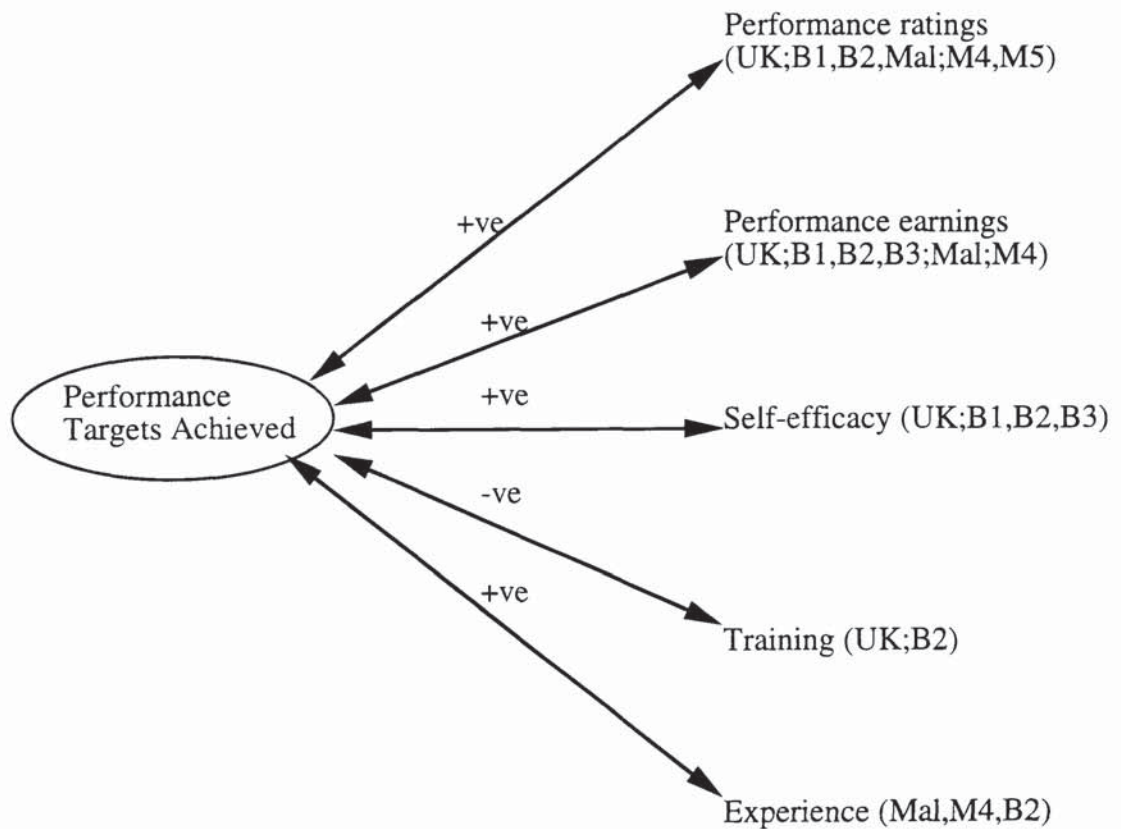 Performance ratings
(UK;B1,B2,Mal;M4,M5)
+ve
Performance earnings
(UK;B1,B2,B3;Mal;M4)
+ve
+ve
Performance
Targets Achieved
Self-efficacy (UK;B1,B2,B3)
-ve
+ve
Training (UK;B2)
Experience (Mal,M4,B2)